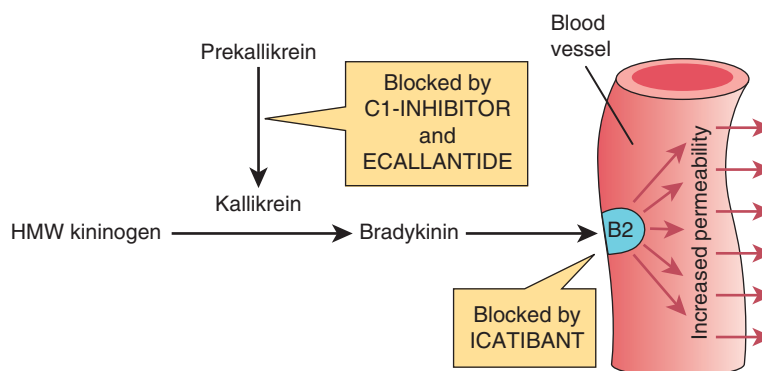 Blood
vessel
Prekallikrein
Blocked by
C1-INHIBITOR
and
ECALLANTIDE
Kallikrein
HMW kininogen
Bradykinin
B2
Increased permeability
Blocked by
ICATIBANT